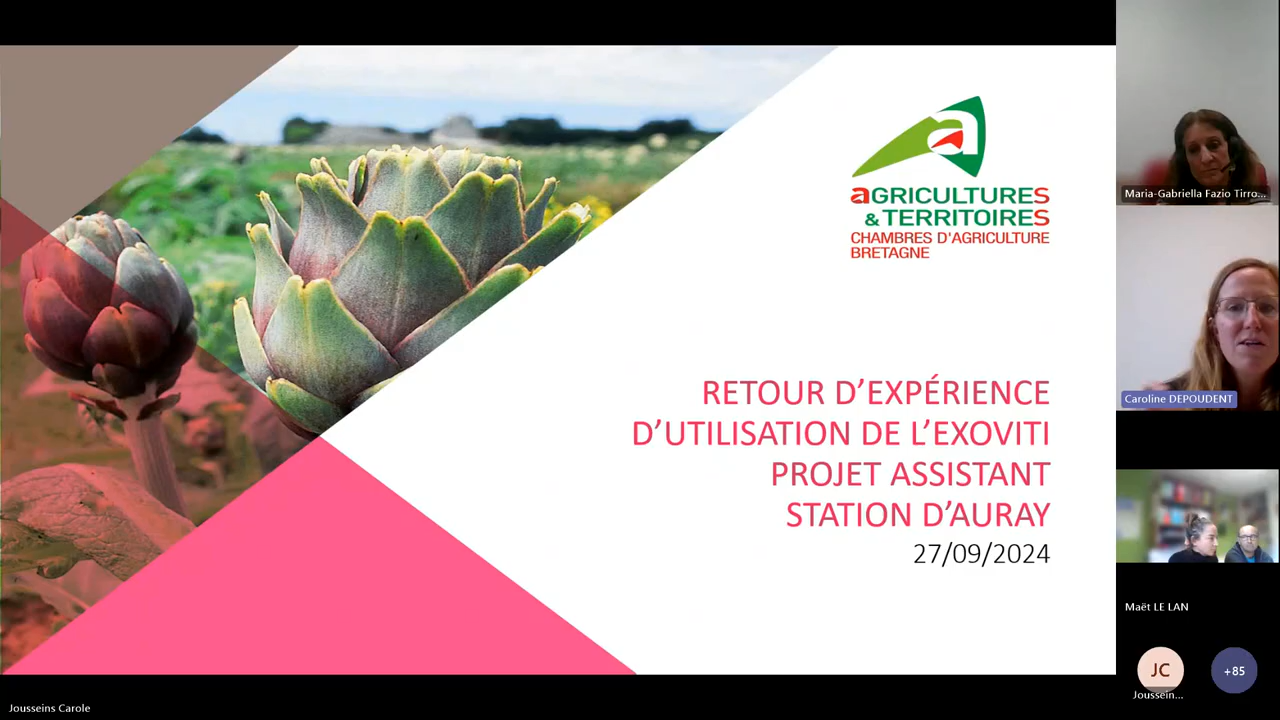 aGRICULTURES
& TERRITOIRES
CHAMBRES D'AGRICULTURE
BRETAGNE
RETOUR D'EXPÉRIENCE
D'UTILISATION DE L'EXOVITI
PROJET ASSISTANT
STATION D'AURAY
27/09/2024
Maria-Gabriella Fazio Tirro...
Caroline DEPOUDENT
Maët LE LAN
JC
Joussein...
+85
Jousseins Carole